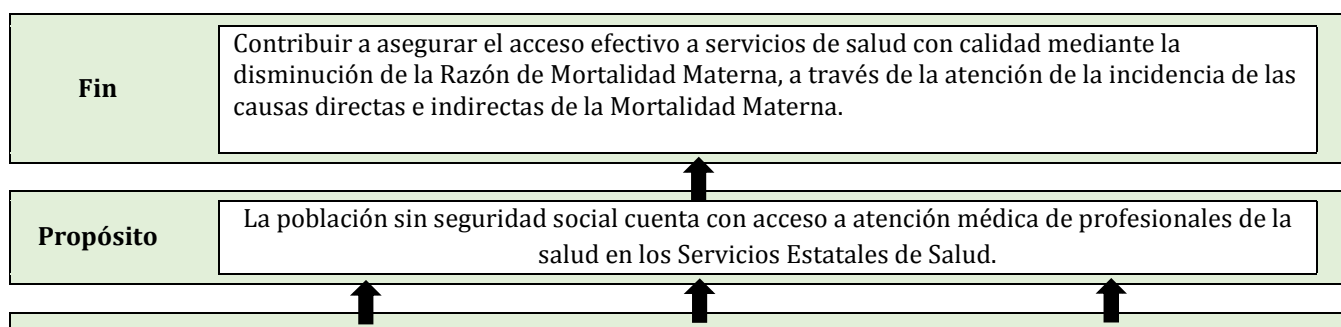 Fin
Contribuir a asegurar el acceso efectivo a servicios de salud con calidad mediante la
disminución de la Razón de Mortalidad Materna, a través de la atención de la incidencia de las
causas directas e indirectas de la Mortalidad Materna.
Propósito
La población sin seguridad social cuenta con acceso a atención médica de profesionales de la
salud en los Servicios Estatales de Salud.